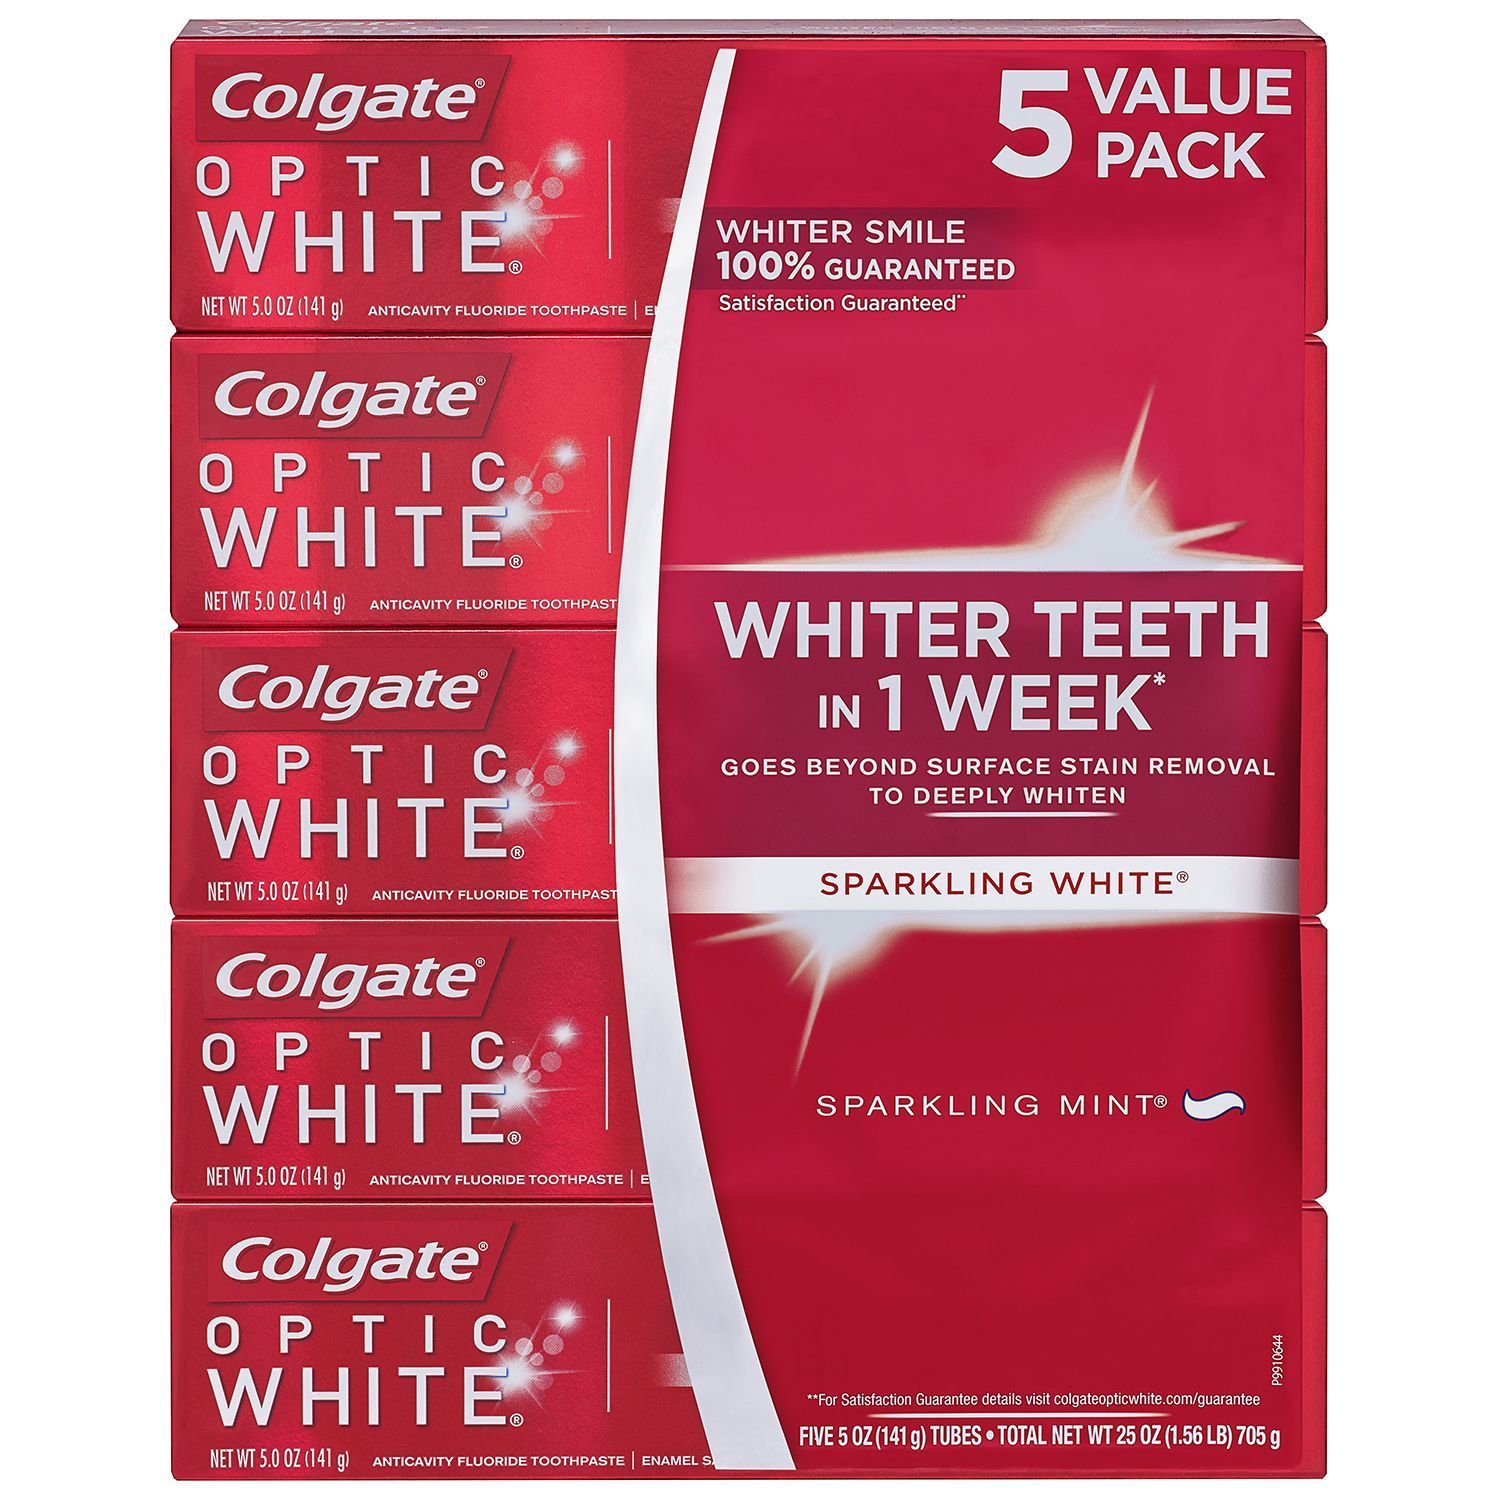 Colgate®
OPTIC
WHITE®
NET WT 5.0 OZ (141 g) ANTICAVITY FLUORIDE TOOTHPASTE |
Colgate®
OPTIC
WHITE®
NET WT 5.0 OZ (141 g) ANTICAVITY FLUORIDE TOOTHPAST
Colgate®
OPTIC
WHITE®
NET WT 5.0 OZ (141 g) ANTICAVITY FLUORIDE TOOTHPAST
Colgate®
OPTIC
WHITE®
NET WT 5.0 OZ (141 g) ANTICAVITY FLUORIDE TOOTHPASTE | E
Colgate®
OPTIC
WHITE®
NET WT 5.0 OZ (141 g) ANTICAVITY FLUORIDE TOOTHPASTE | ENAMEL S
5 VALUE
PACK
WHITER SMILE
100% GUARANTEED
Satisfaction Guaranteed**
WHITER TEETH
IN 1 WEEK*
GOES BEYOND SURFACE STAIN REMOVAL
TO DEEPLY WHITEN
SPARKLING WHITE®
SPARKLING MINT®
P9910644
**For Satisfaction Guarantee details visit colgateopticwhite.com/guarantee
FIVE 5 OZ (141 g) TUBES • TOTAL NET WT 25 OZ (1.56 LB) 705 g